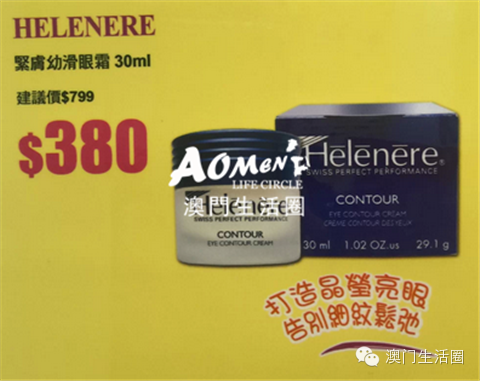 HELENERE
緊膚幼滑眼霜 30ml
建議價$799
$380
AOMEN
LIFE CIRCLE
澳門生活圈
Helenere
SWISS PERFECT PERFORMANCE
CONTOUR
EYE CONTOUR CREAM
Helenere®
SWISS PERFECT PERFORMANCE
CONTOUR
EYE CONTOUR CREAM
CRÈME CONTOUR DES YEUX
30 ml 1.02 OZ.us 29.1 g
打造晶瑩亮眼
告別細紋鬆弛
澳门生活圈